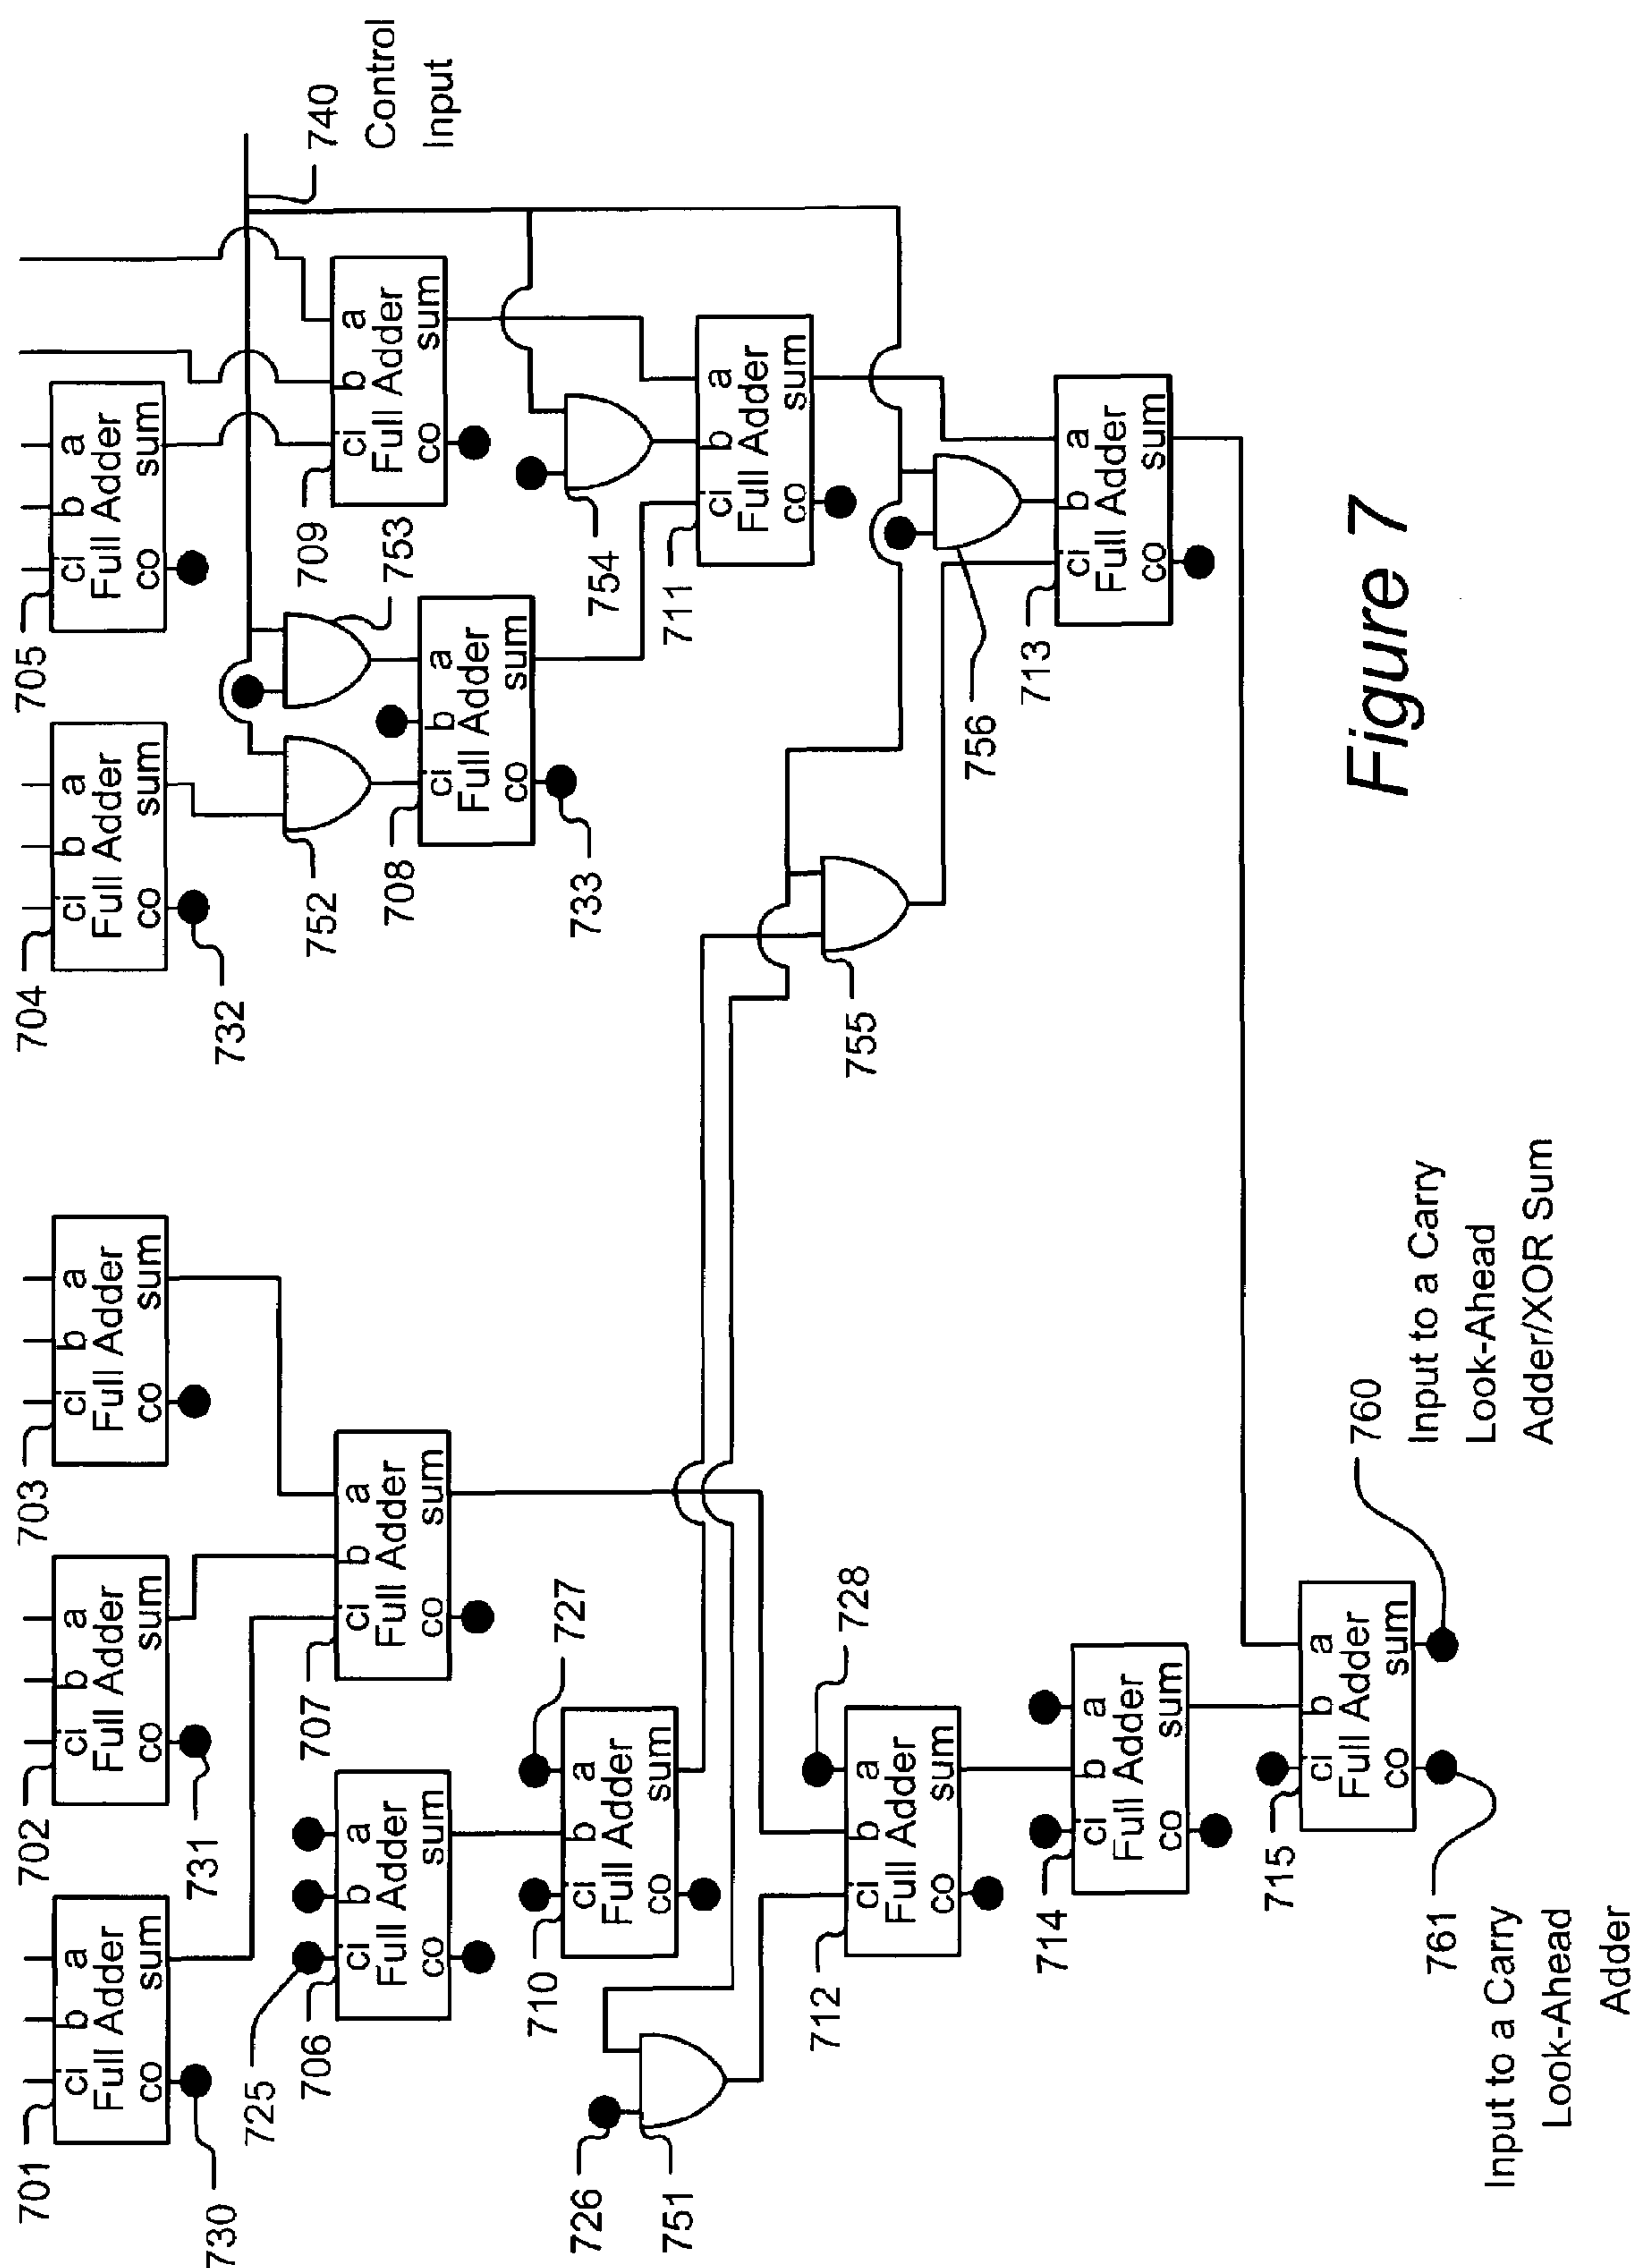 740
Control
Input
705
ci b a
Full Adder
co sum
704
ci b a
Full Adder
co sum
732
703
ci b a
Full Adder
co sum
702
ci b a
Full Adder
co sum
731
701
ci b a
Full Adder
co sum
730
709
ci b a
Full Adder
co sum
753
752
708
ci b a
Full Adder
co sum
733
707
ci b a
Full Adder
co sum
725
706
ci b a
Full Adder
co sum
754
711
ci b a
Full Adder
co sum
727
710
ci b a
Full Adder
co sum
726
751
755
756
728
712
ci b a
Full Adder
co sum
713
ci b a
Full Adder
co sum
714
ci b a
Full Adder
co sum
715
ci b a
Full Adder
co sum
760
Input to a Carry
Look-Ahead
Adder/XOR Sum
761
Input to a Carry
Look-Ahead
Adder
Figure 7